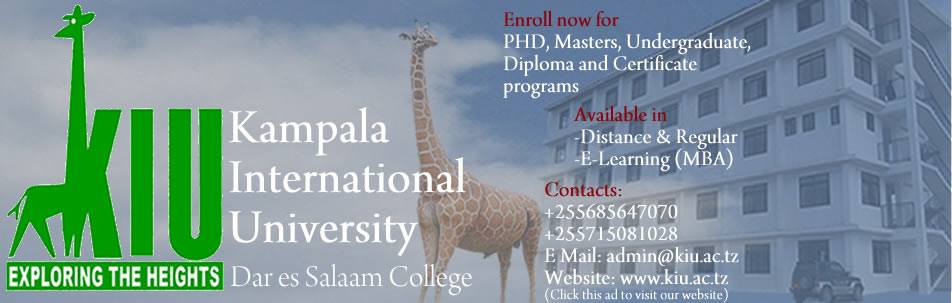 KIU
EXPLORING THE HEIGHTS
Kampala
International
University
Dar es Salaam College
Enroll now for
PHD, Masters, Undergraduate,
Diploma and Certificate
programs
Available in
-Distance & Regular
-E-Learning (MBA)
Contacts:
+255685647070
+255715081028
E Mail: admin@kiu.ac.tz
Website: www.kiu.ac.tz
(Click this ad to visit our website)